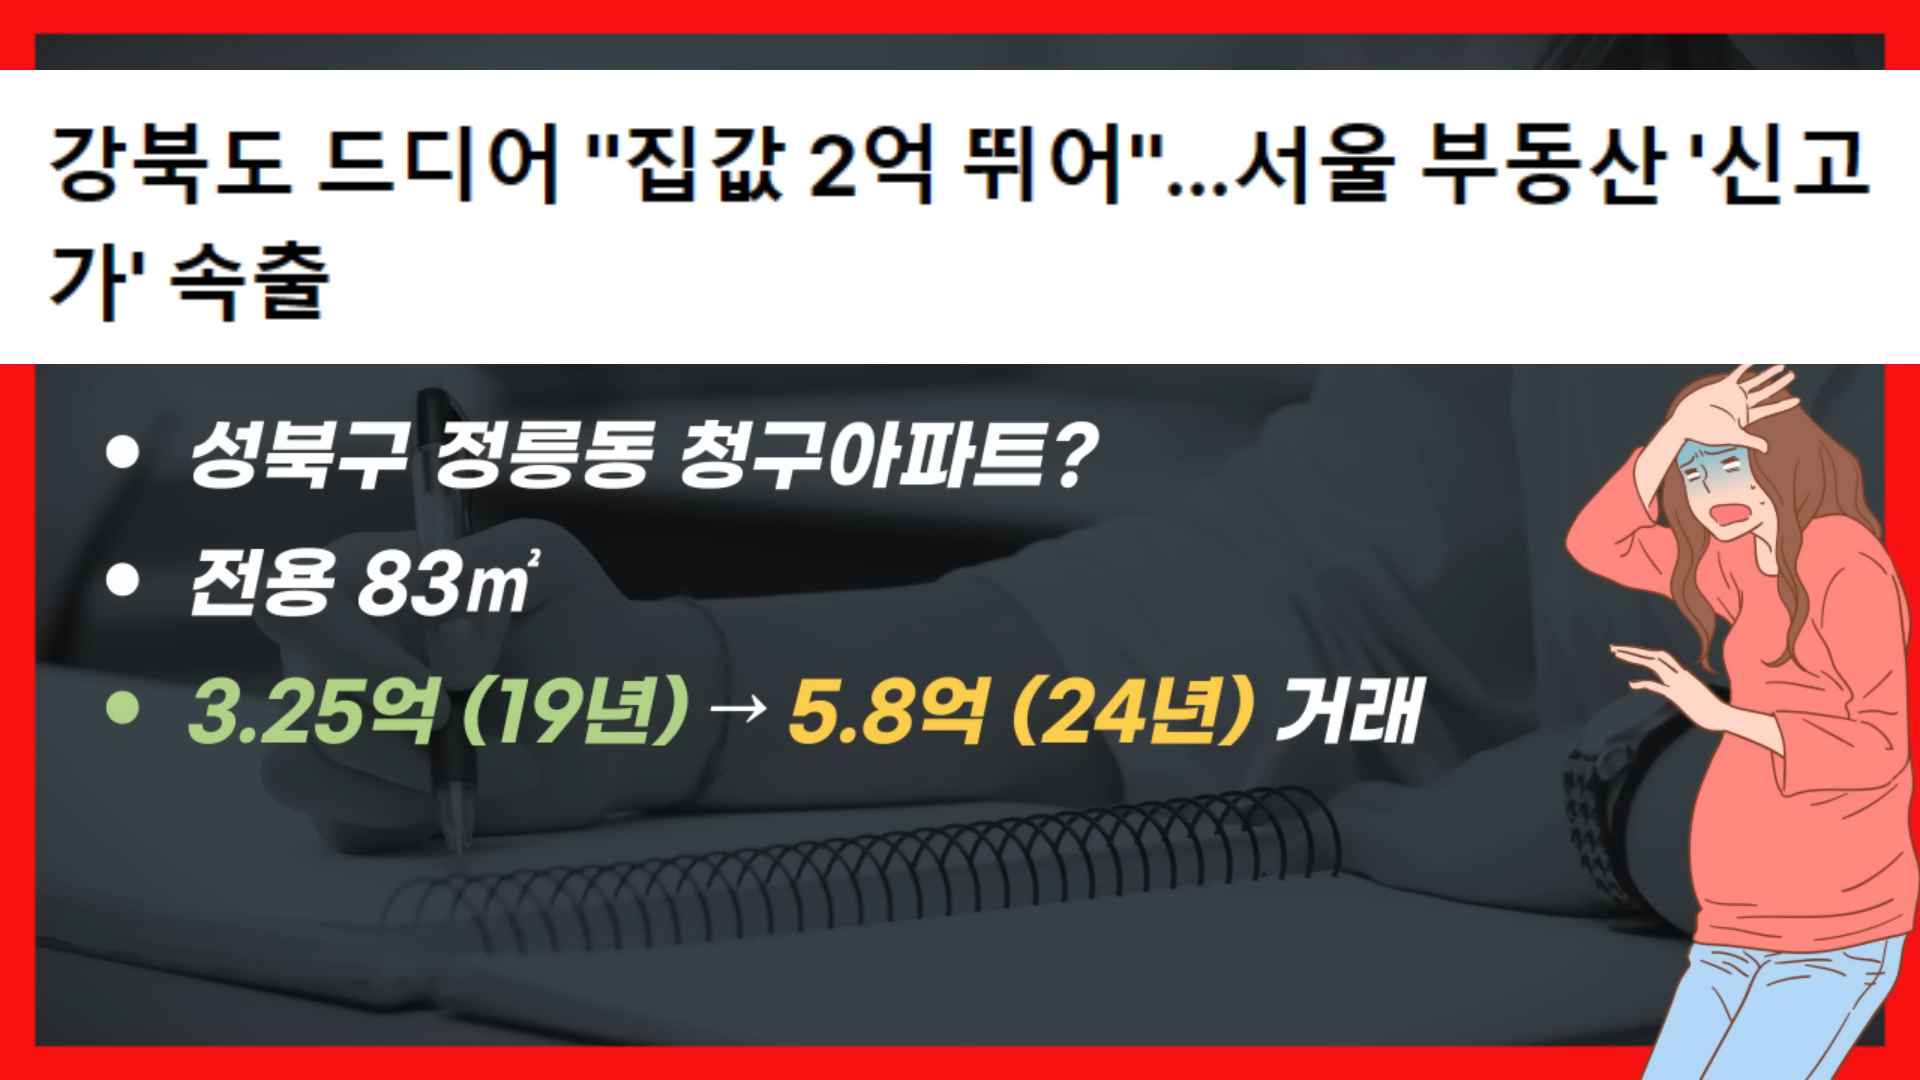 강북도 드디어 "집값 2억 뛰어"...서울 부동산 '신고
가' 속출
• 성북구 정릉동 청구아파트?
• 전용 83㎡
• 3.25억 (19년) → 5.8억 (24년) 거래